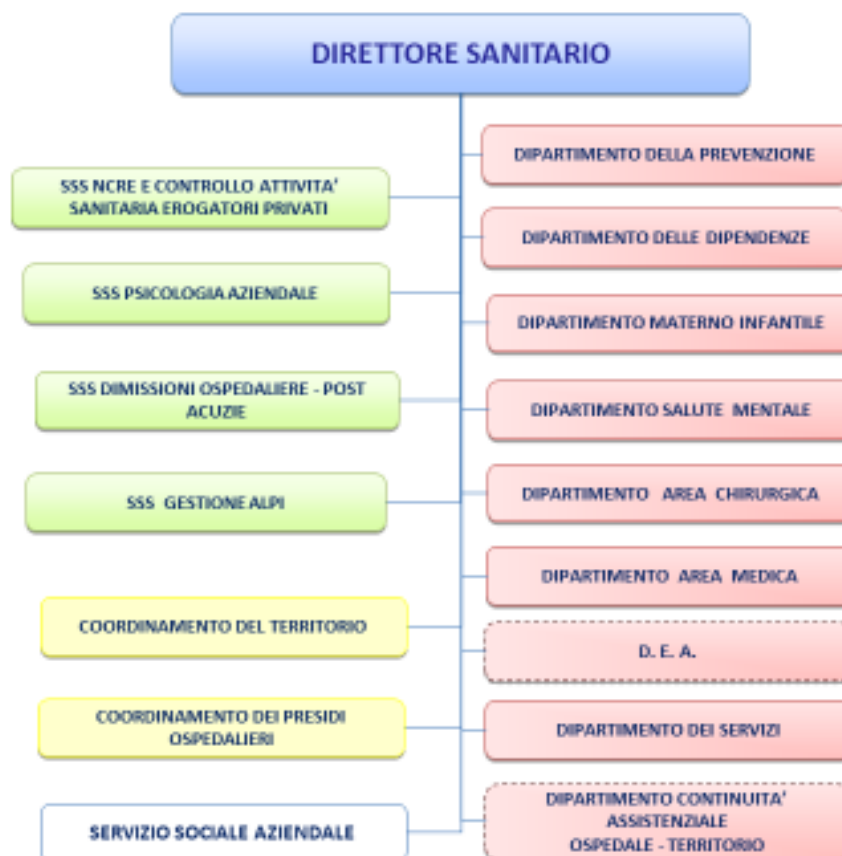 DIRETTORE SANITARIO
SSS NCRE E CONTROLLO ATTIVITA'
SANITARIA EROGATORI PRIVATI
SSS PSICOLOGIA AZIENDALE
SSS DIMISSIONI OSPEDALIERE - POST
ACUZIE
SSS GESTIONE ALPI
COORDINAMENTO DEL TERRITORIO
COORDINAMENTO DEI PRESIDI
OSPEDALIERI
SERVIZIO SOCIALE AZIENDALE
DIPARTIMENTO DELLA PREVENZIONE
DIPARTIMENTO DELLE DIPENDENZE
DIPARTIMENTO MATERNO INFANTILE
DIPARTIMENTO SALUTE MENTALE
DIPARTIMENTO AREA CHIRURGICA
DIPARTIMENTO AREA MEDICA
D. E. A.
DIPARTIMENTO DEI SERVIZI
DIPARTIMENTO CONTINUITA'
ASSISTENZIALE
OSPEDALE - TERRITORIO